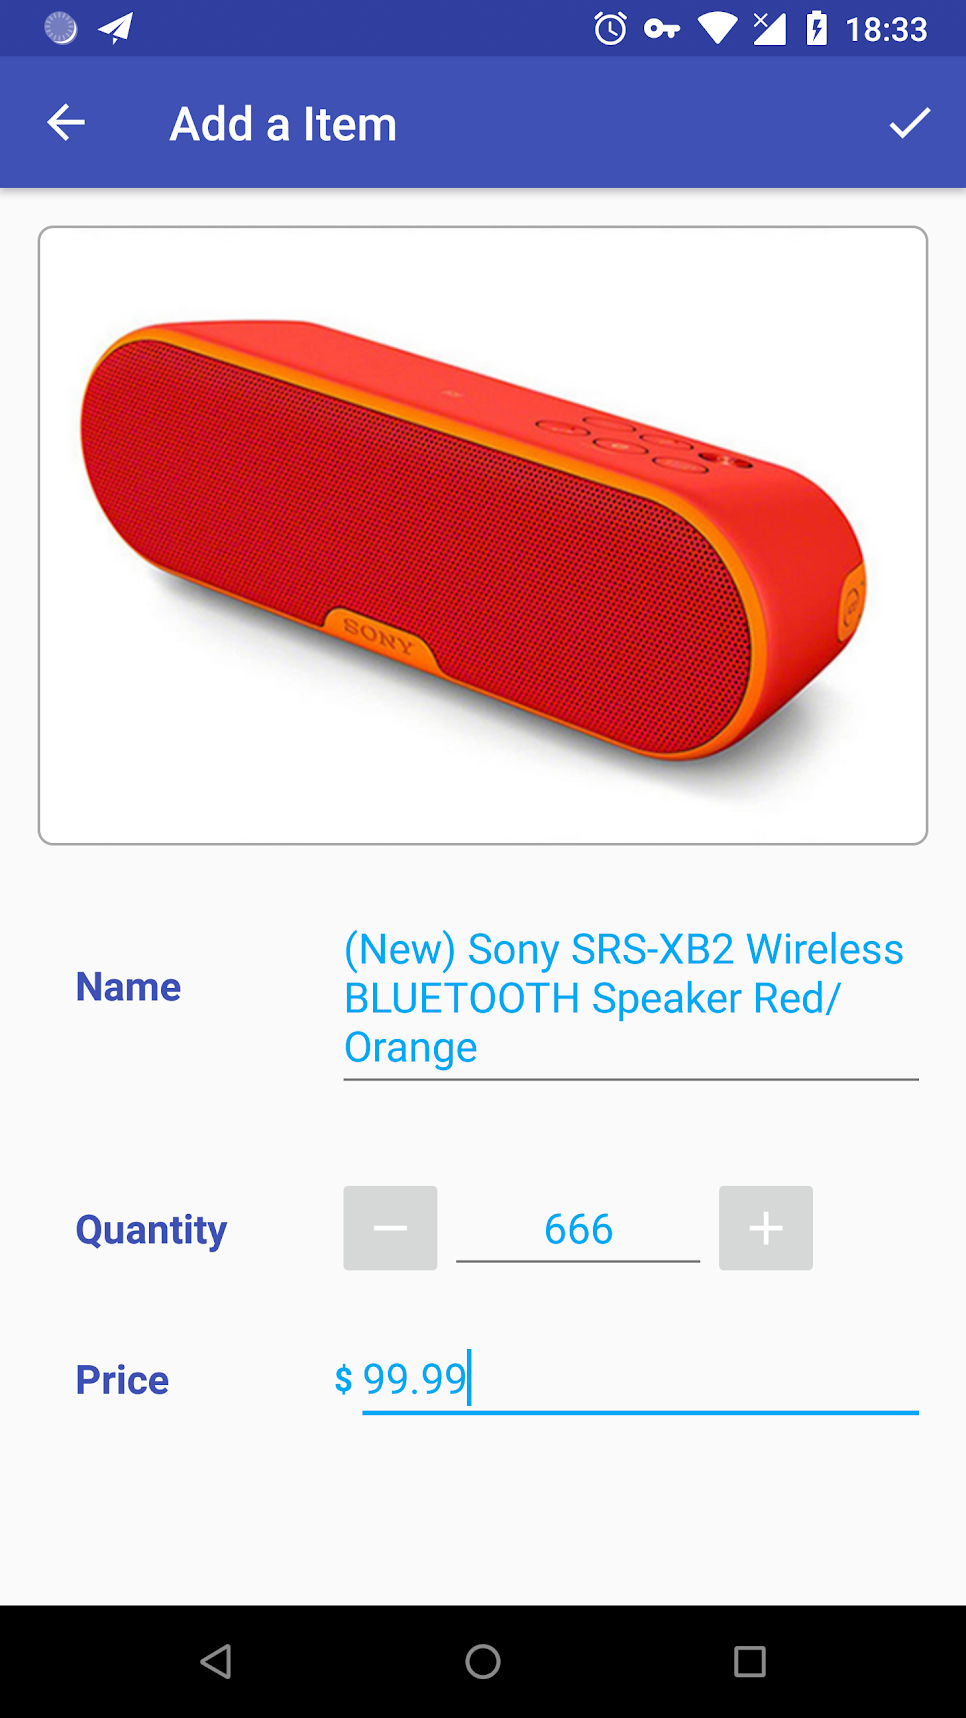 18:33
Add a Item
SONY
Name
(New) Sony SRS-XB2 Wireless
BLUETOOTH Speaker Red/
Orange
Quantity
666
Price
$ 99.99